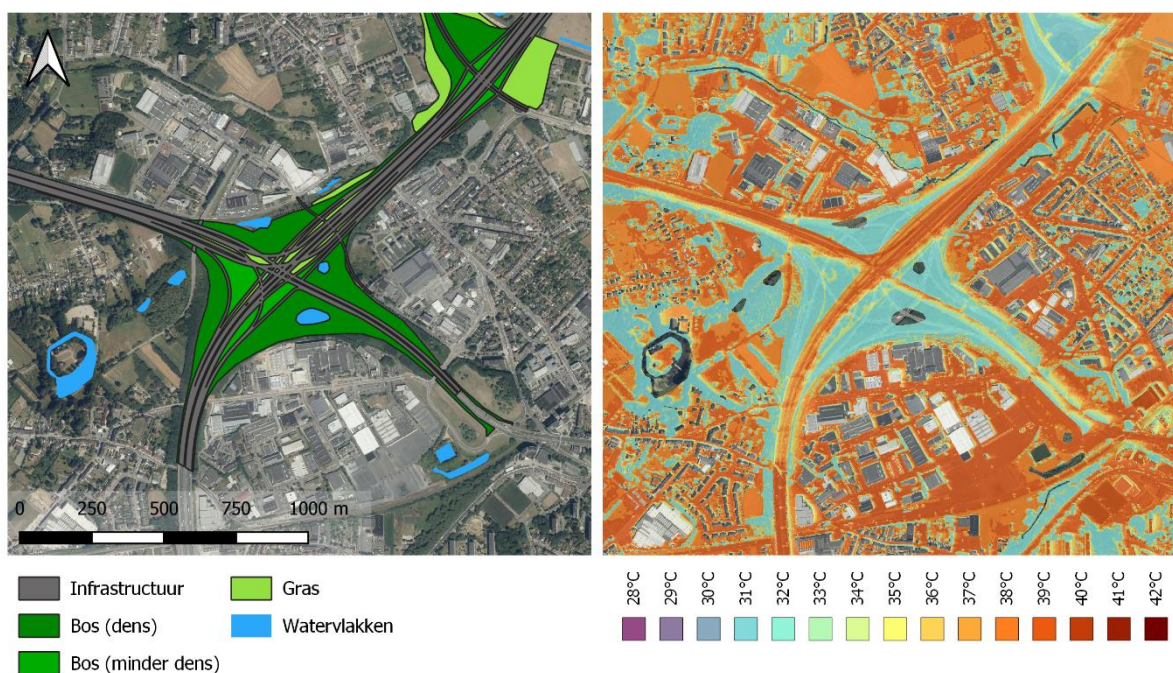 0 250 500 750 1000 m
Infrastructuur
Gras
Bos (dens)
Watervlakken
Bos (minder dens)
28°C 29°C 30°C 31°C 32°C 33°C 34°C 35°C 36°C 37°C 38°C 39°C 40°C 41°C 42°C